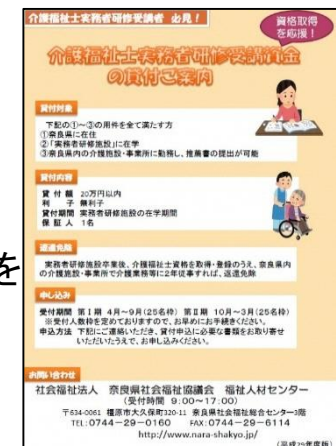 介護福祉士実務者研修受講者 必見!
資格取得
を応援!
介護福祉士実務者研修受講資金
の貸付ご案内
貸付対象
下記の①~③の用件を全て満たす方
①奈良県に在住
②「実務者研修施設」に在学
③奈良県内の介護施設・事業所に勤務し、推薦書の提出が可能
貸付内容
貸付額 20万円以内
利子 無利子
貸付期間 実務者研修施設の在学期間
保証人 1名
返還免除
実務者研修施設卒業後、介護福祉士資格を取得・登録のうえ、奈良県内
の介護施設・事業所で介護業務等に2年従事すれば、返還免除
を
申し込み
受付期間 第Ⅰ期 4月~9月(25名枠) 第Ⅱ期 10月~3月(25名枠)
※受付人数枠を定めておりますので、お早めにお手続きください。
申込方法 下記にご連絡いただき、貸付申込に必要な書類をお取り寄せ
いただいたうえで、お申し込みください。
お問い合わせ
社会福祉法人 奈良県社会福祉協議会 福祉人材センター
(受付時間 9:00~17:00)
〒634-0061 橿原市大久保町320-11 奈良県社会福祉総合センター3階
TEL:0744-29-0160 FAX:0744-29-6114
http://www.nara-shakyo.jp/
(平成29年度版)